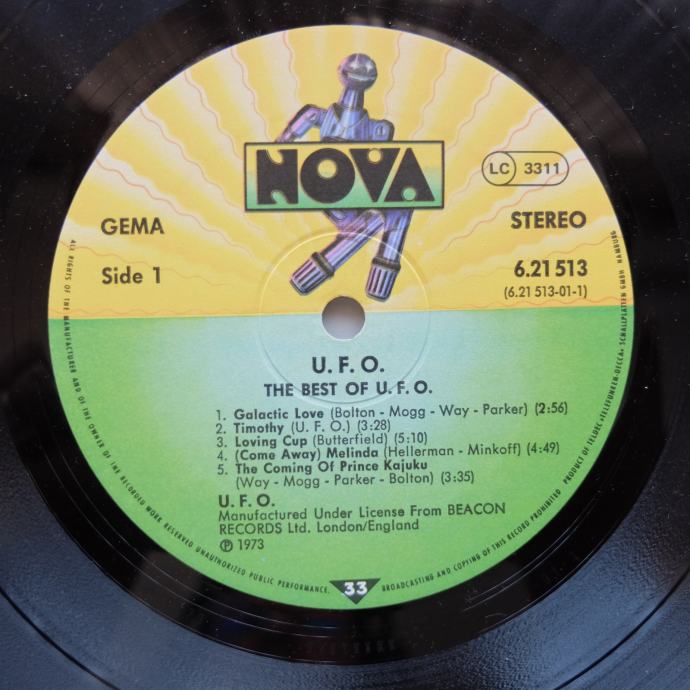 NOVA
LC 3311
GEMA
STEREO
Side 1
6.21 513
(6.21 513-01-1)
U. F. O.
THE BEST OF U. F. O.
1. Galactic Love (Bolton - Mogg - Way - Parker) (2:56)
2. Timothy (U. F. O.) (3:28)
3. Loving Cup (Butterfield) (5:10)
4. (Come Away) Melinda (Hellerman - Minkoff) (4:49)
5. The Coming Of Prince Kajuku
(Way - Mogg - Parker - Bolton) (3:35)
U. F. O.
Manufactured Under License From BEACON
RECORDS Ltd. London/England
Ⓟ 1973
33
ALL RIGHTS OF THE MANUFACTURER AND OF THE OWNER OF THE RECORDED WORK RESERVED UNAUTHORIZED PUBLIC PERFORMANCE, BROADCASTING AND COPYING OF THIS RECORD PROHIBITED PRODUCT OF TELDEC »TELEFUNKEN-DECCA« SCHALLPLATTEN GMBH HAMBURG